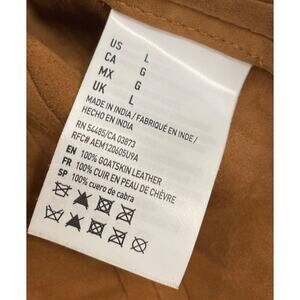 US L
CA G
MX G
UK L
MADE IN INDIA / FABRIQUÉ EN INDE /
HECHO EN INDIA
RN 54485/CA 03873
RFC# AEM120605U9A
EN 100% GOATSKIN LEATHER
FR 100% CUIR EN PEAU DE CHÈVRE
SP 100% cuero de cabra